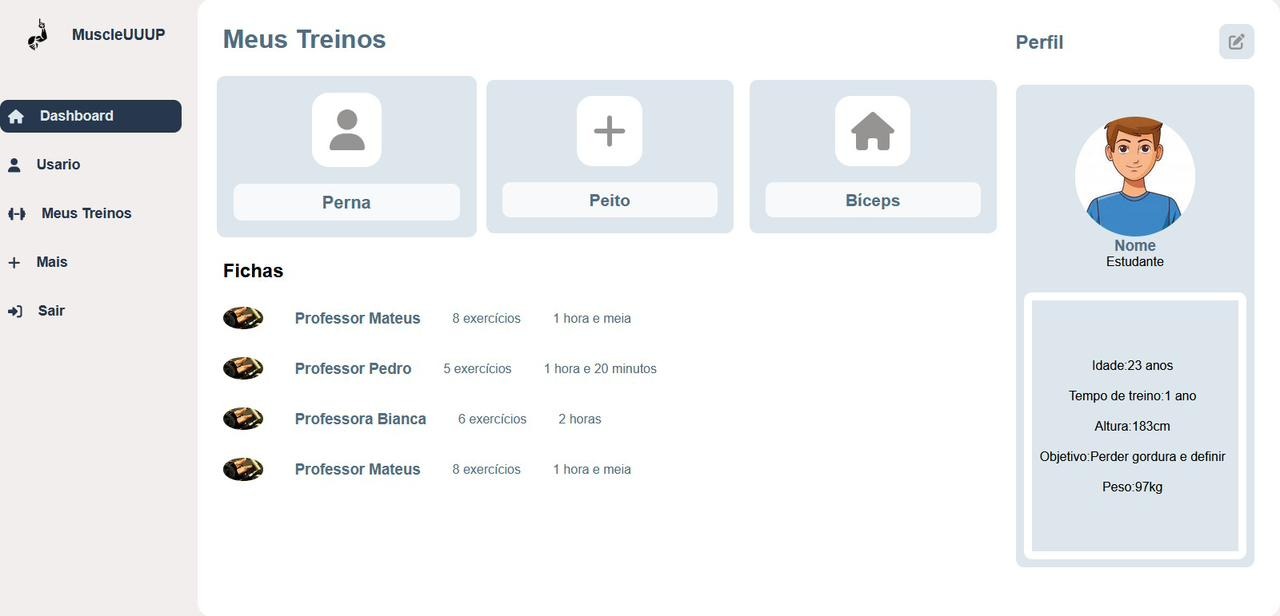 MuscleUUUP
Dashboard
Usario
Meus Treinos
Mais
Sair
Meus Treinos
Perna
Peito
Bíceps
Fichas
Professor Mateus 8 exercícios 1 hora e meia
Professor Pedro 5 exercícios 1 hora e 20 minutos
Professora Bianca 6 exercícios 2 horas
Professor Mateus 8 exercícios 1 hora e meia
Perfil
Nome
Estudante
Idade:23 anos
Tempo de treino:1 ano
Altura:183cm
Objetivo:Perder gordura e definir
Peso:97kg